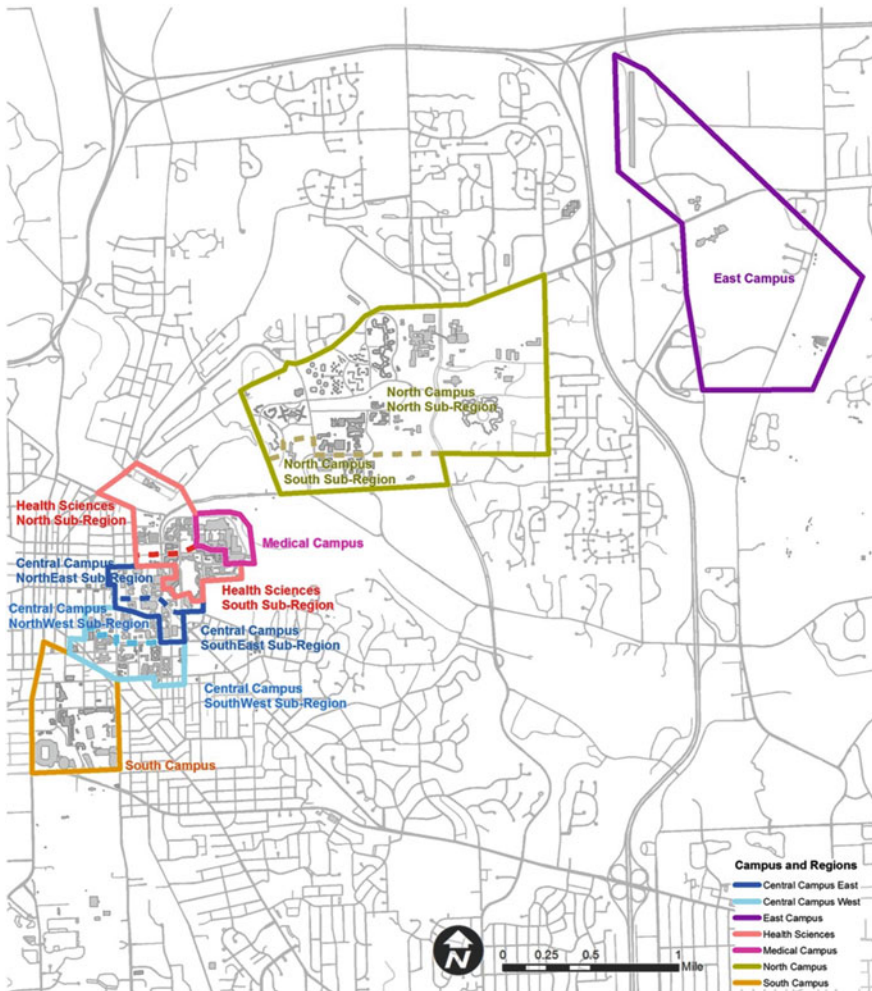 East Campus
North Campus
North Sub-Region
North Campus
South Sub-Region
Health Sciences
North Sub-Region
Medical Campus
Central Campus
NorthEast Sub-Region
Health Sciences
South Sub-Region
Central Campus
NorthWest Sub-Region
Central Campus
SouthEast Sub-Region
Central Campus
SouthWest Sub-Region
South Campus
Campus and Regions
Central Campus East
Central Campus West
East Campus
Health Sciences
Medical Campus
North Campus
South Campus
N
0 0.25 0.5 1
Mile